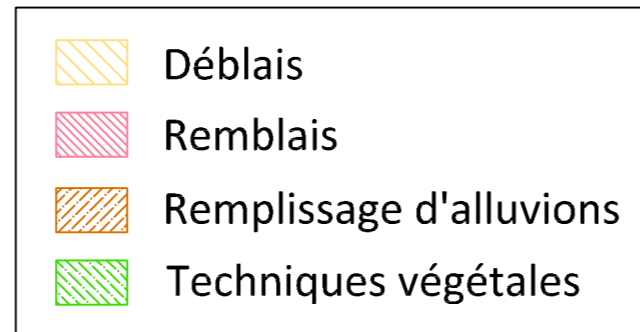 Déblais
Remblais
Remplissage d'alluvions
Techniques végétales